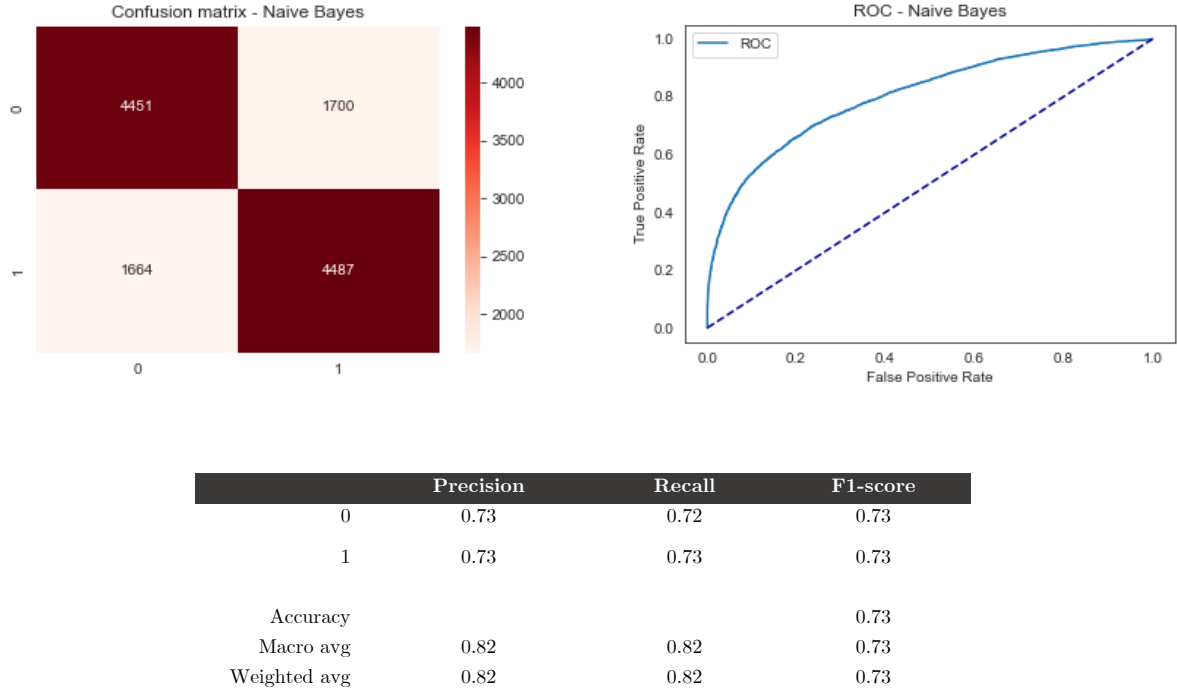 Confusion matrix - Naive Bayes
0
4451
1700
1
1664
4487
0
1
4000
3500
3000
2500
2000
ROC - Naive Bayes
ROC
True Positive Rate
1.0
0.8
0.6
0.4
0.2
0.0
0.0 0.2 0.4 0.6 0.8 1.0
False Positive Rate
Precision Recall F1-score
0 0.73 0.72 0.73
1 0.73 0.73 0.73
Accuracy 0.73
Macro avg 0.82 0.82 0.73
Weighted avg 0.82 0.82 0.73